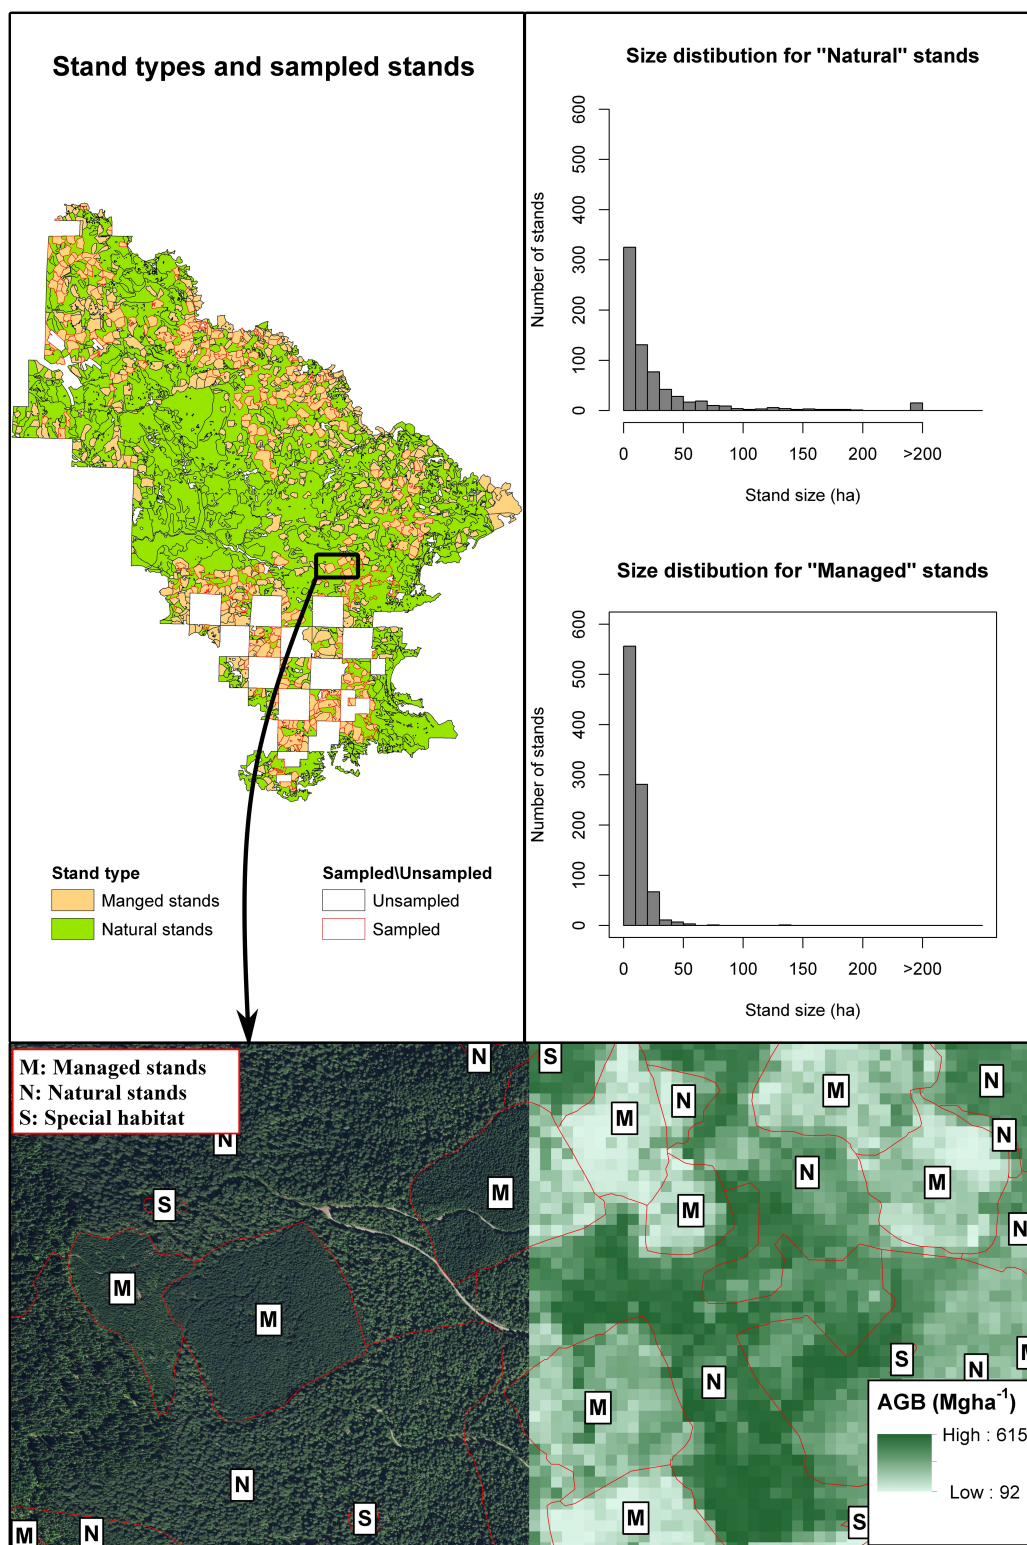 Stand types and sampled stands
Stand type
Manged stands
Natural stands
Sampled\Unsampled
Unsampled
Sampled
Size distibution for "Natural" stands
Number of stands
0
100
200
300
400
500
600
0
50
100
150
200
>200
Stand size (ha)
Size distibution for "Managed" stands
Number of stands
0
100
200
300
400
500
600
0
50
100
150
200
>200
Stand size (ha)
M: Managed stands
N: Natural stands
S: Special habitat
N
N
S
M
M
M
N
S
M
N
S
M
N
M
N
N
M
N
M
N
S
N
M
N
M
S
M
AGB (Mgha⁻¹)
High : 615
Low : 92